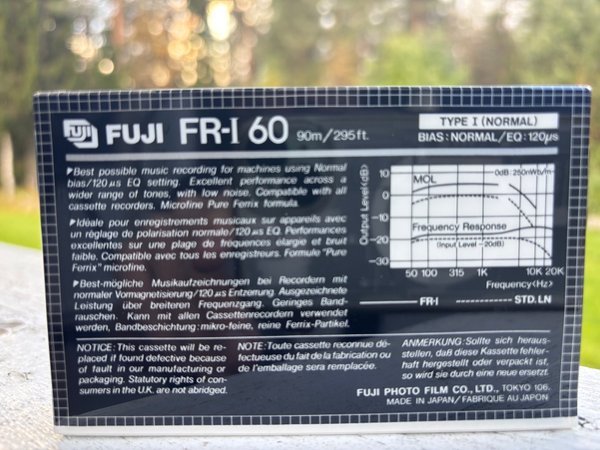 FUJI FUJI FR-I 60 90m/295ft.
TYPE I (NORMAL)
BIAS: NORMAL/EQ: 120µs
▶Best possible music recording for machines using Normal
bias/120µs EQ setting. Excellent performance across a
wider range of tones, with low noise. Compatible with all
cassette recorders. Microfine Pure Ferrix formula.
▶Idéale pour enregistrements musicaux sur appareils avec
un réglage de polarisation normale/120µs EQ. Performances
excellentes sur une plage de fréquences élargie et bruit
faible. Compatible avec tous les enregistreurs. Formule "Pure
Ferrix" microfine.
▶Best-mögliche Musikaufzeichnungen bei Recordern mit
normaler Vormagnetisierung/120µs Entzerrung. Ausgezeichnete
Leistung über breiteren Frequenzgang. Geringes Band-
rauschen. Kann mit allen Cassettenrecordern verwendet
werden, Bandbeschichtung: mikro-feine, reine Ferrix-Partikel.
Output Level (dB)
10
0
-10
-20
-30
MOL
0dB: 250nWb/m
Frequency Response
(Input Level -20dB)
50 100 315 1K 10K 20K
Frequency<Hz>
FR-I STD. LN
NOTICE: This cassette will be re-
placed if found defective because
of fault in our manufacturing or
packaging. Statutory rights of con-
sumers in the U.K. are not abridged.
NOTE: Toute cassette reconnue dé-
fectueuse du fait de la fabrication ou
de l'emballage sera remplacée.
ANMERKUNG: Sollte sich heraus-
stellen, daß diese Kassette fehler-
haft hergestellt oder verpackt ist,
so wird sie durch eine neue ersetzt.
FUJI PHOTO FILM CO., LTD., TOKYO 106.
MADE IN JAPAN/FABRIQUE AU JAPON